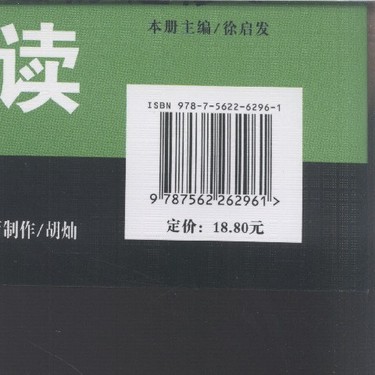 本册主编/徐启发
读
ISBN 978-7-5622-6296-1
9 787562 262961 >
定价：18.80元
制作/胡灿